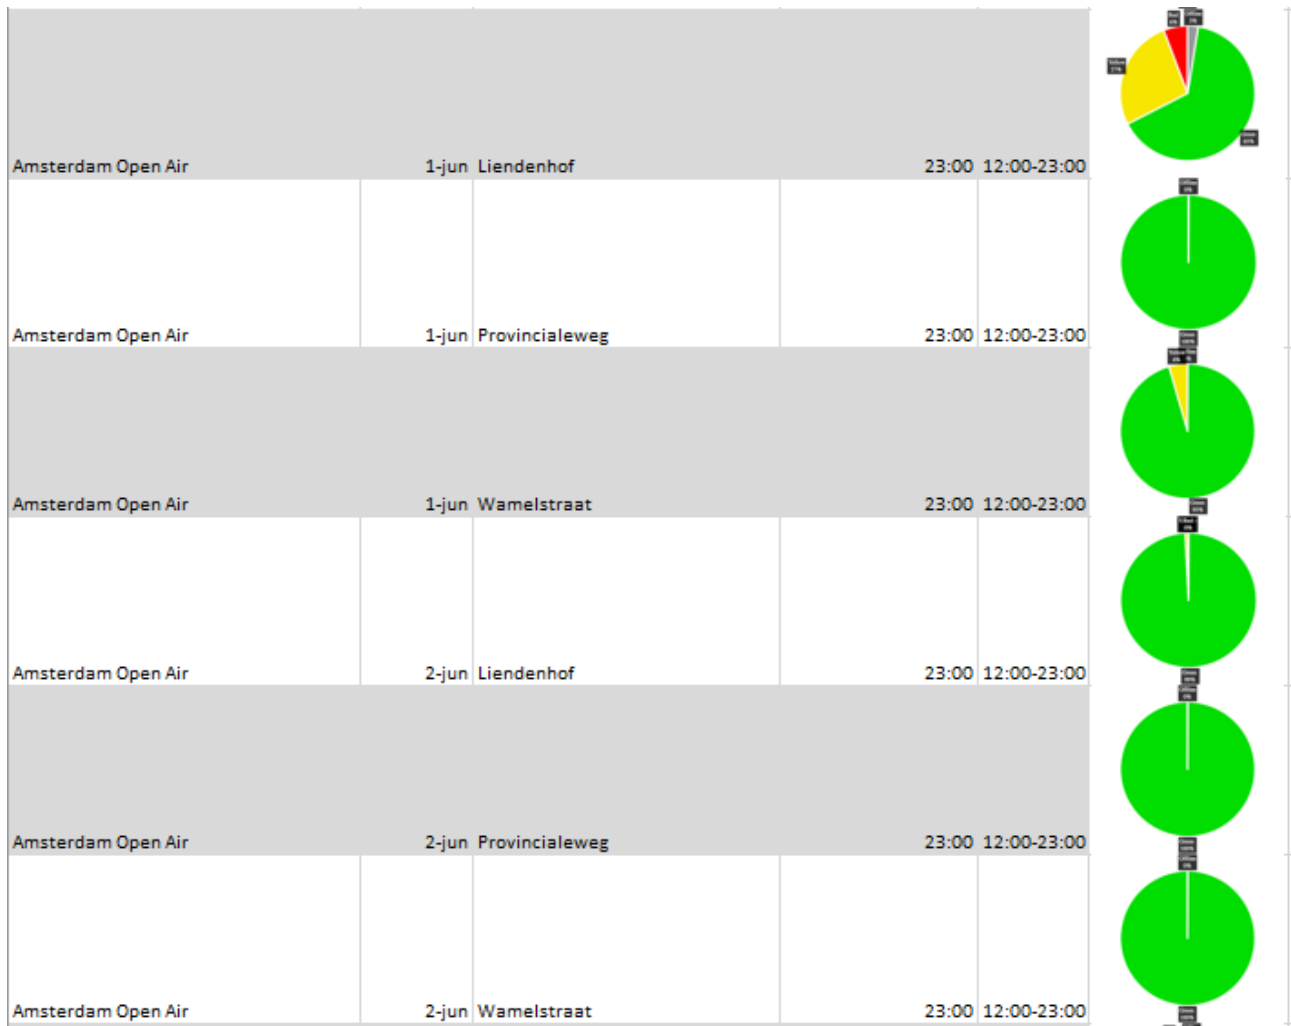 Amsterdam Open Air 1-jun Liendenhof 23:00 12:00-23:00
Amsterdam Open Air 1-jun Provincialeweg 23:00 12:00-23:00
Amsterdam Open Air 1-jun Wamelstraat 23:00 12:00-23:00
Amsterdam Open Air 2-jun Liendenhof 23:00 12:00-23:00
Amsterdam Open Air 2-jun Provincialeweg 23:00 12:00-23:00
Amsterdam Open Air 2-jun Wamelstraat 23:00 12:00-23:00